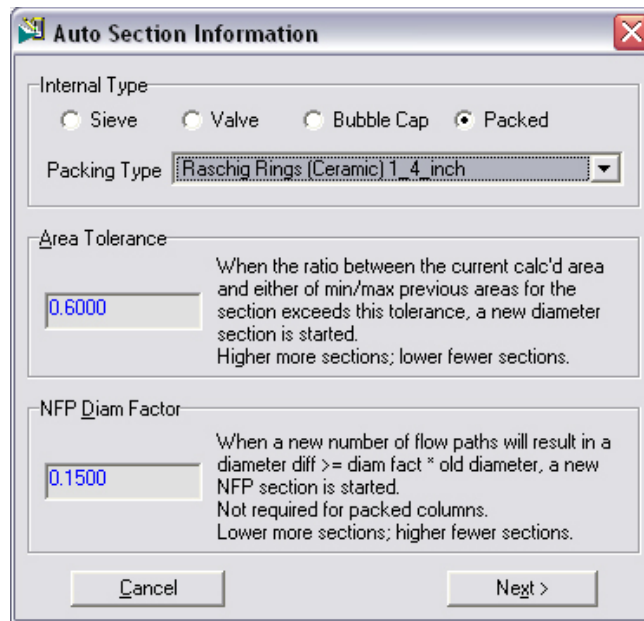 Auto Section Information
Internal Type
Sieve Valve Bubble Cap Packed
Packing Type Raschig Rings (Ceramic) 1_4_inch
Area Tolerance
0.6000
When the ratio between the current calc'd area
and either of min/max previous areas for the
section exceeds this tolerance, a new diameter
section is started.
Higher more sections; lower fewer sections.
NFP Diam Factor
0.1500
When a new number of flow paths will result in a
diameter diff >= diam fact * old diameter, a new
NFP section is started.
Not required for packed columns.
Lower more sections; higher fewer sections.
Cancel Next >